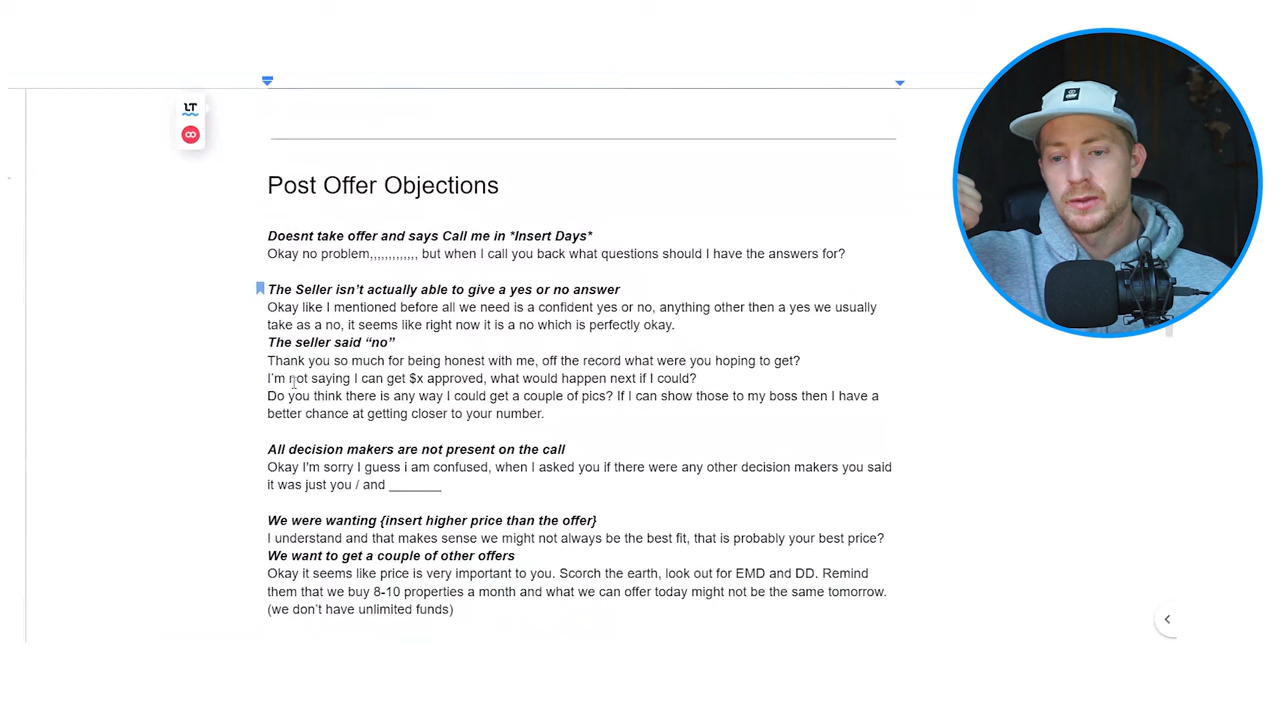 LT
Post Offer Objections
Doesnt take offer and says Call me in *Insert Days*
Okay no problem,,,,,,,,,,,,, but when I call you back what questions should I have the answers for?
The Seller isn’t actually able to give a yes or no answer
Okay like I mentioned before all we need is a confident yes or no, anything other then a yes we usually
take as a no, it seems like right now it is a no which is perfectly okay.
The seller said “no”
Thank you so much for being honest with me, off the record what were you hoping to get?
I’m not saying I can get $x approved, what would happen next if I could?
Do you think there is any way I could get a couple of pics? If I can show those to my boss then I have a
better chance at getting closer to your number.
All decision makers are not present on the call
Okay I'm sorry I guess i am confused, when I asked you if there were any other decision makers you said
it was just you / and _______
We were wanting {insert higher price than the offer}
I understand and that makes sense we might not always be the best fit, that is probably your best price?
We want to get a couple of other offers
Okay it seems like price is very important to you. Scorch the earth, look out for EMD and DD. Remind
them that we buy 8-10 properties a month and what we can offer today might not be the same tomorrow.
(we don’t have unlimited funds)